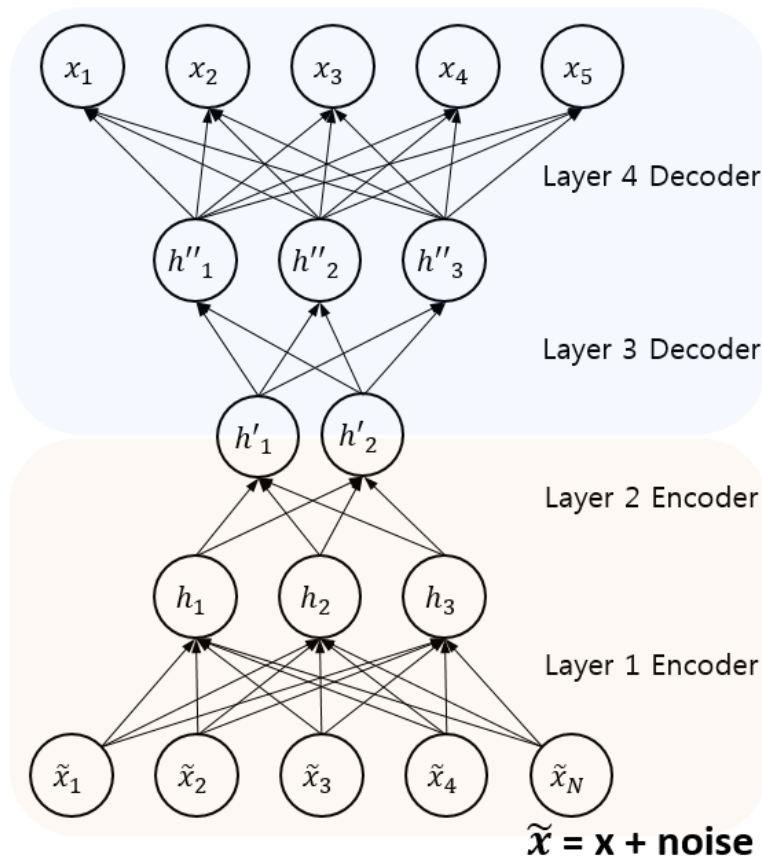 x₁ x₂ x₃ x₄ x₅
Layer 4 Decoder
h''₁ h''₂ h''₃
Layer 3 Decoder
h'₁ h'₂
Layer 2 Encoder
h₁ h₂ h₃
Layer 1 Encoder
x̃₁ x̃₂ x̃₃ x̃₄ x̃_N
x̃ = x + noise